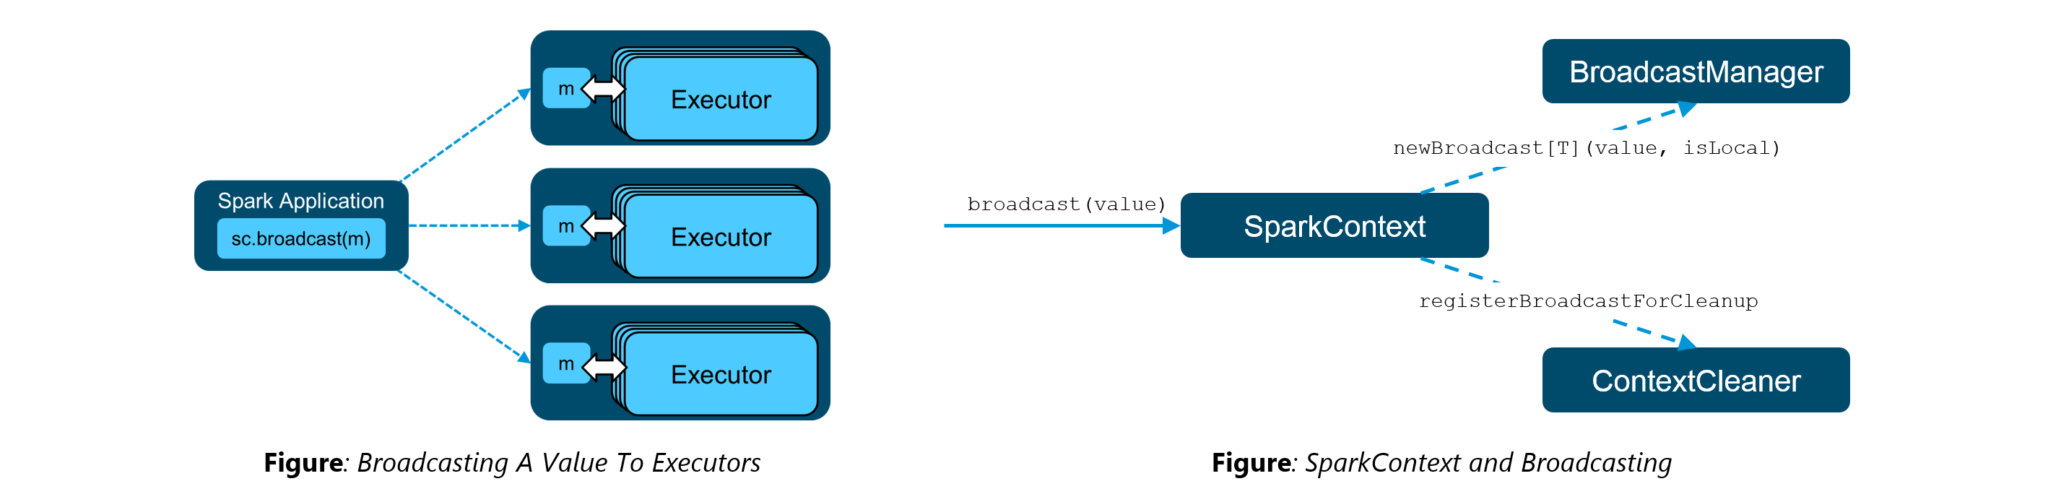 Spark Application
sc.broadcast(m)
m
Executor
m
Executor
m
Executor
Figure: Broadcasting A Value To Executors
broadcast(value)
SparkContext
BroadcastManager
newBroadcast[T](value, isLocal)
registerBroadcastForCleanup
ContextCleaner
Figure: SparkContext and Broadcasting